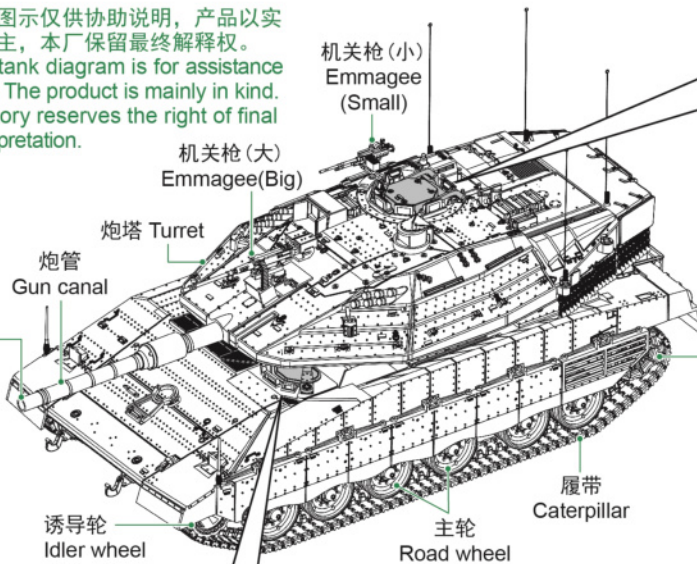 图示仅供协助说明，产品以实
主，本厂保留最终解释权。
tank diagram is for assistance
The product is mainly in kind.
ory reserves the right of final
pretation.
机关枪（小）
Emmagee
(Small)
机关枪（大）
Emmagee(Big)
炮塔 Turret
炮管
Gun canal
诱导轮
Idler wheel
主轮
Road wheel
履带
Caterpillar